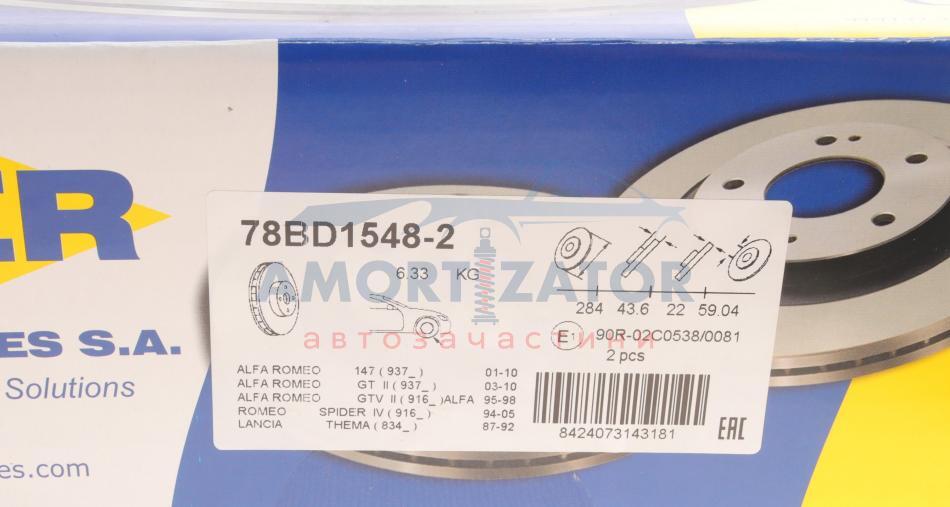 ER
ES S.A.
Solutions
es.com
78BD1548-2
6.33 KG
AMORTIZATOR
автозапчастини
284 43.6 22 59.04
E1 90R-02C0538/0081
2 pcs
ALFA ROMEO 147 ( 937_ ) 01-10
ALFA ROMEO GT II ( 937_ ) 03-10
ALFA ROMEO GTV II ( 916_ )ALFA 95-98
ROMEO SPIDER IV ( 916_ ) 94-05
LANCIA THEMA ( 834_ ) 87-92
8424073143181
EAC